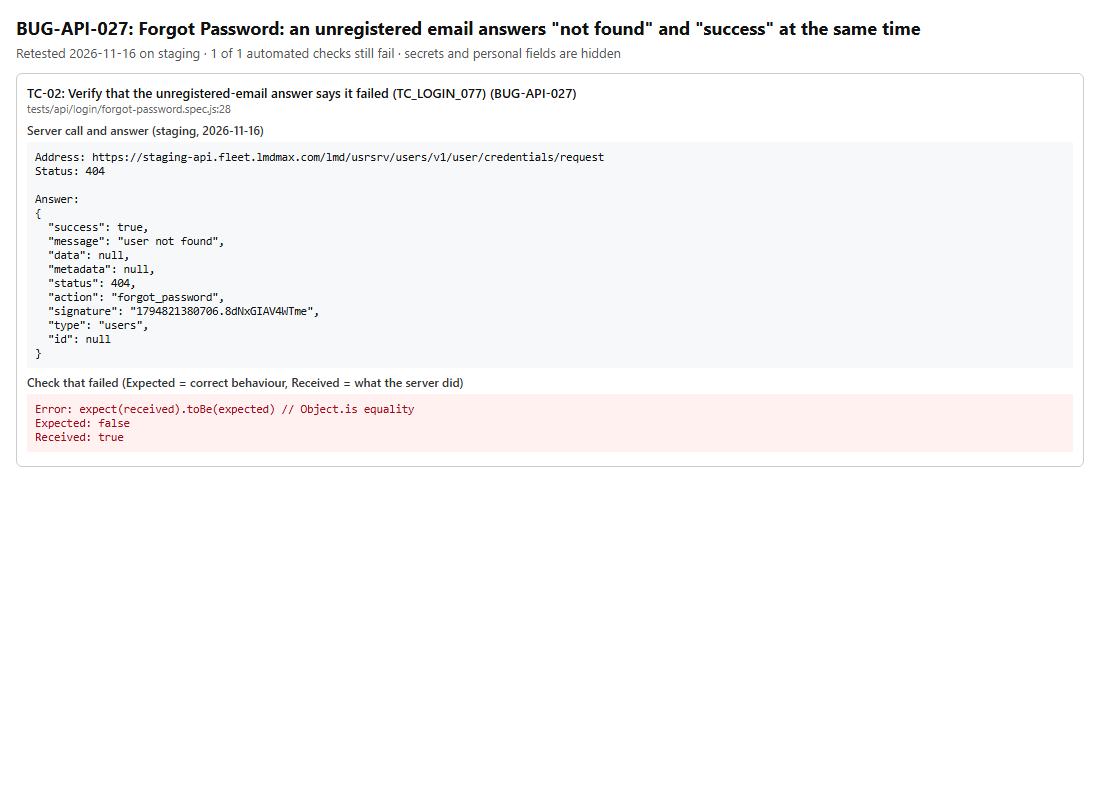 BUG-API-027: Forgot Password: an unregistered email answers "not found" and "success" at the same time
Retested 2026-11-16 on staging · 1 of 1 automated checks still fail · secrets and personal fields are hidden
TC-02: Verify that the unregistered-email answer says it failed (TC_LOGIN_077) (BUG-API-027)
tests/api/login/forgot-password.spec.js:28
Server call and answer (staging, 2026-11-16)
Address: https://staging-api.fleet.lmdmax.com/lmd/usrsrv/users/v1/user/credentials/request
Status: 404
Answer:
{
  "success": true,
  "message": "user not found",
  "data": null,
  "metadata": null,
  "status": 404,
  "action": "forgot_password",
  "signature": "1794821380706.8dNxGIAV4WTme",
  "type": "users",
  "id": null
}
Check that failed (Expected = correct behaviour, Received = what the server did)
Error: expect(received).toBe(expected) // Object.is equality
Expected: false
Received: true